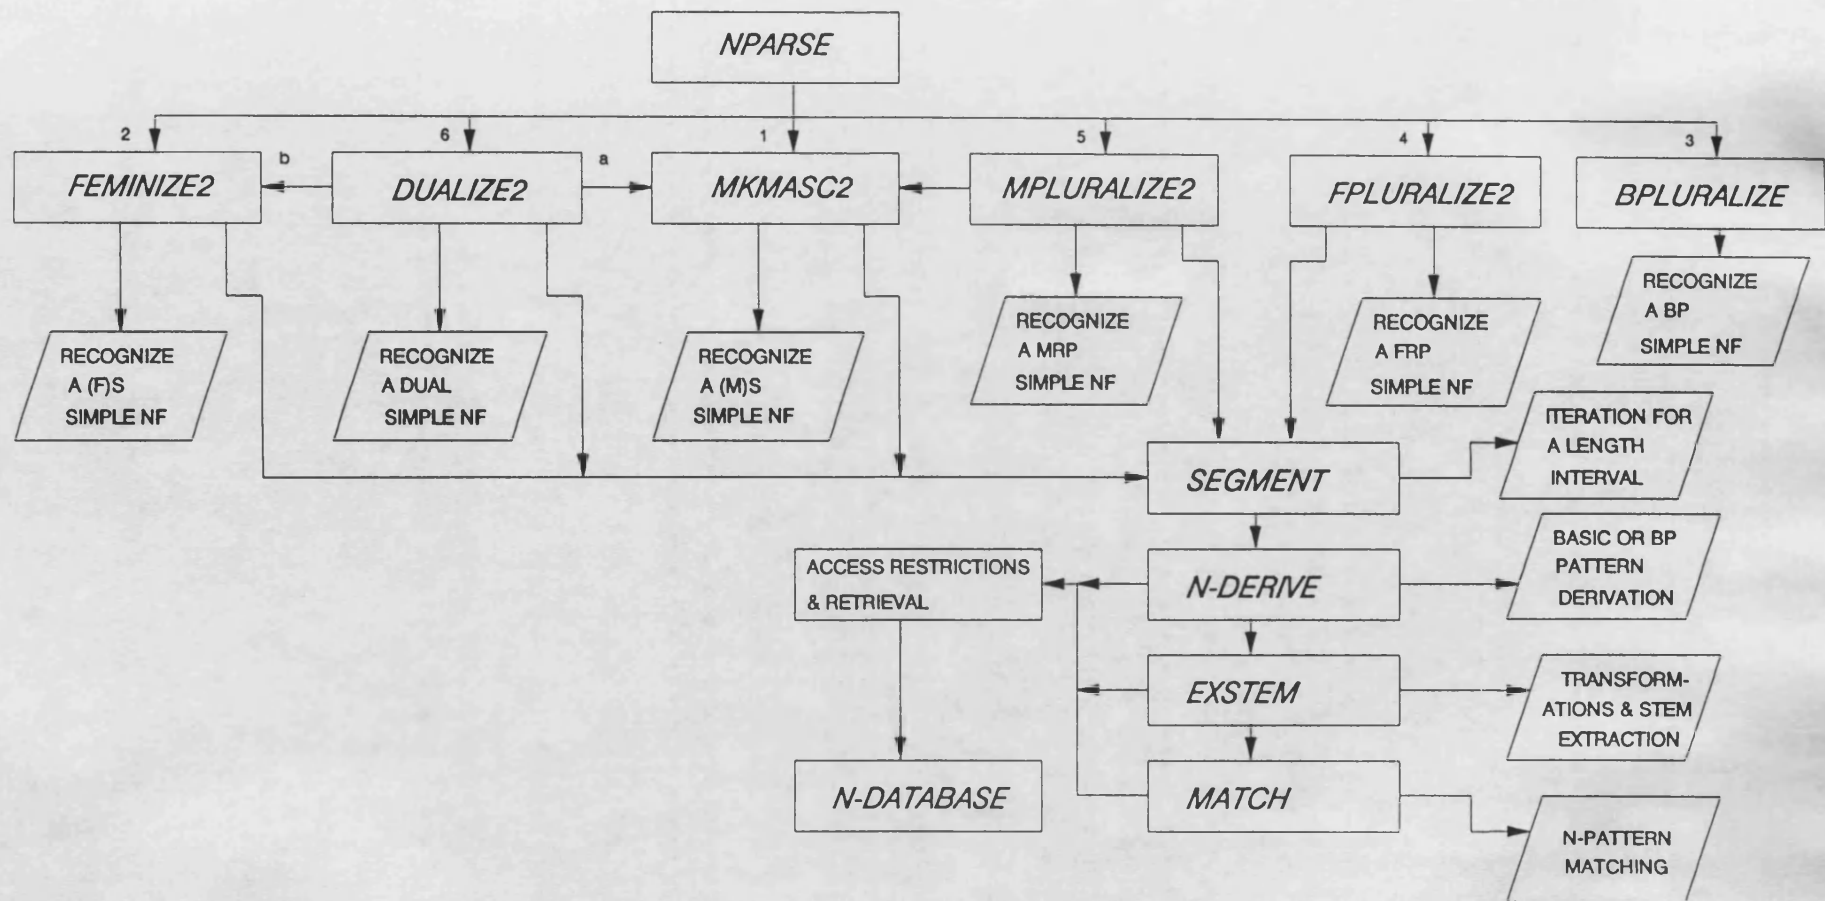 NPARSE
2
6
1
5
4
3
b
a
FEMINIZE2
DUALIZE2
MKMASC2
MPLURALIZE2
FPLURALIZE2
BPLURALIZE
RECOGNIZE
A (F)S
SIMPLE NF
RECOGNIZE
A DUAL
SIMPLE NF
RECOGNIZE
A (M)S
SIMPLE NF
RECOGNIZE
A MRP
SIMPLE NF
RECOGNIZE
A FRP
SIMPLE NF
RECOGNIZE
A BP
SIMPLE NF
SEGMENT
ITERATION FOR
A LENGTH
INTERVAL
ACCESS RESTRICTIONS
& RETRIEVAL
N-DERIVE
BASIC OR BP
PATTERN
DERIVATION
EXSTEM
TRANSFORM-
ATIONS & STEM
EXTRACTION
N-DATABASE
MATCH
N-PATTERN
MATCHING